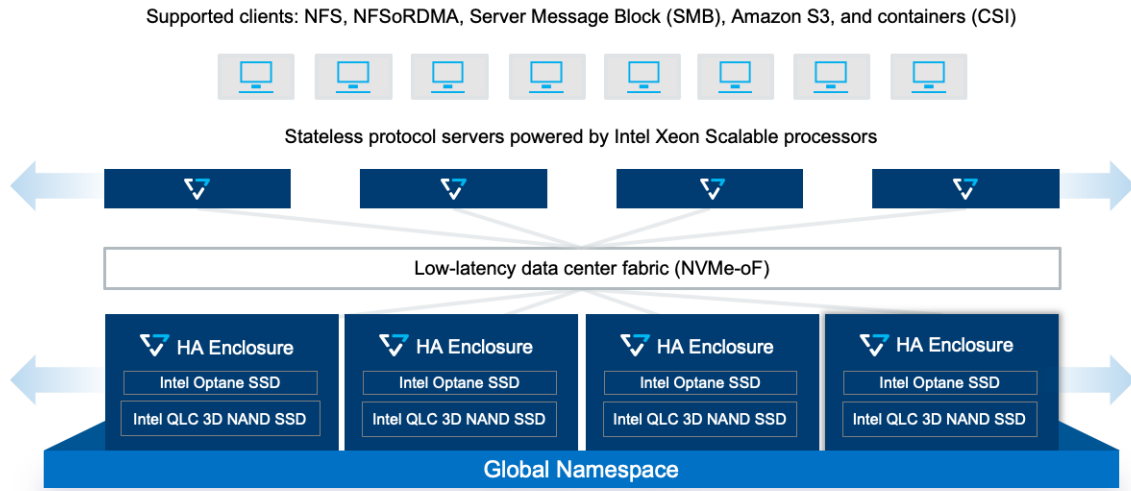 Supported clients: NFS, NFSoRDMA, Server Message Block (SMB), Amazon S3, and containers (CSI)
Stateless protocol servers powered by Intel Xeon Scalable processors
Low-latency data center fabric (NVMe-oF)
HA Enclosure
Intel Optane SSD
Intel QLC 3D NAND SSD
HA Enclosure
Intel Optane SSD
Intel QLC 3D NAND SSD
HA Enclosure
Intel Optane SSD
Intel QLC 3D NAND SSD
HA Enclosure
Intel Optane SSD
Intel QLC 3D NAND SSD
Global Namespace